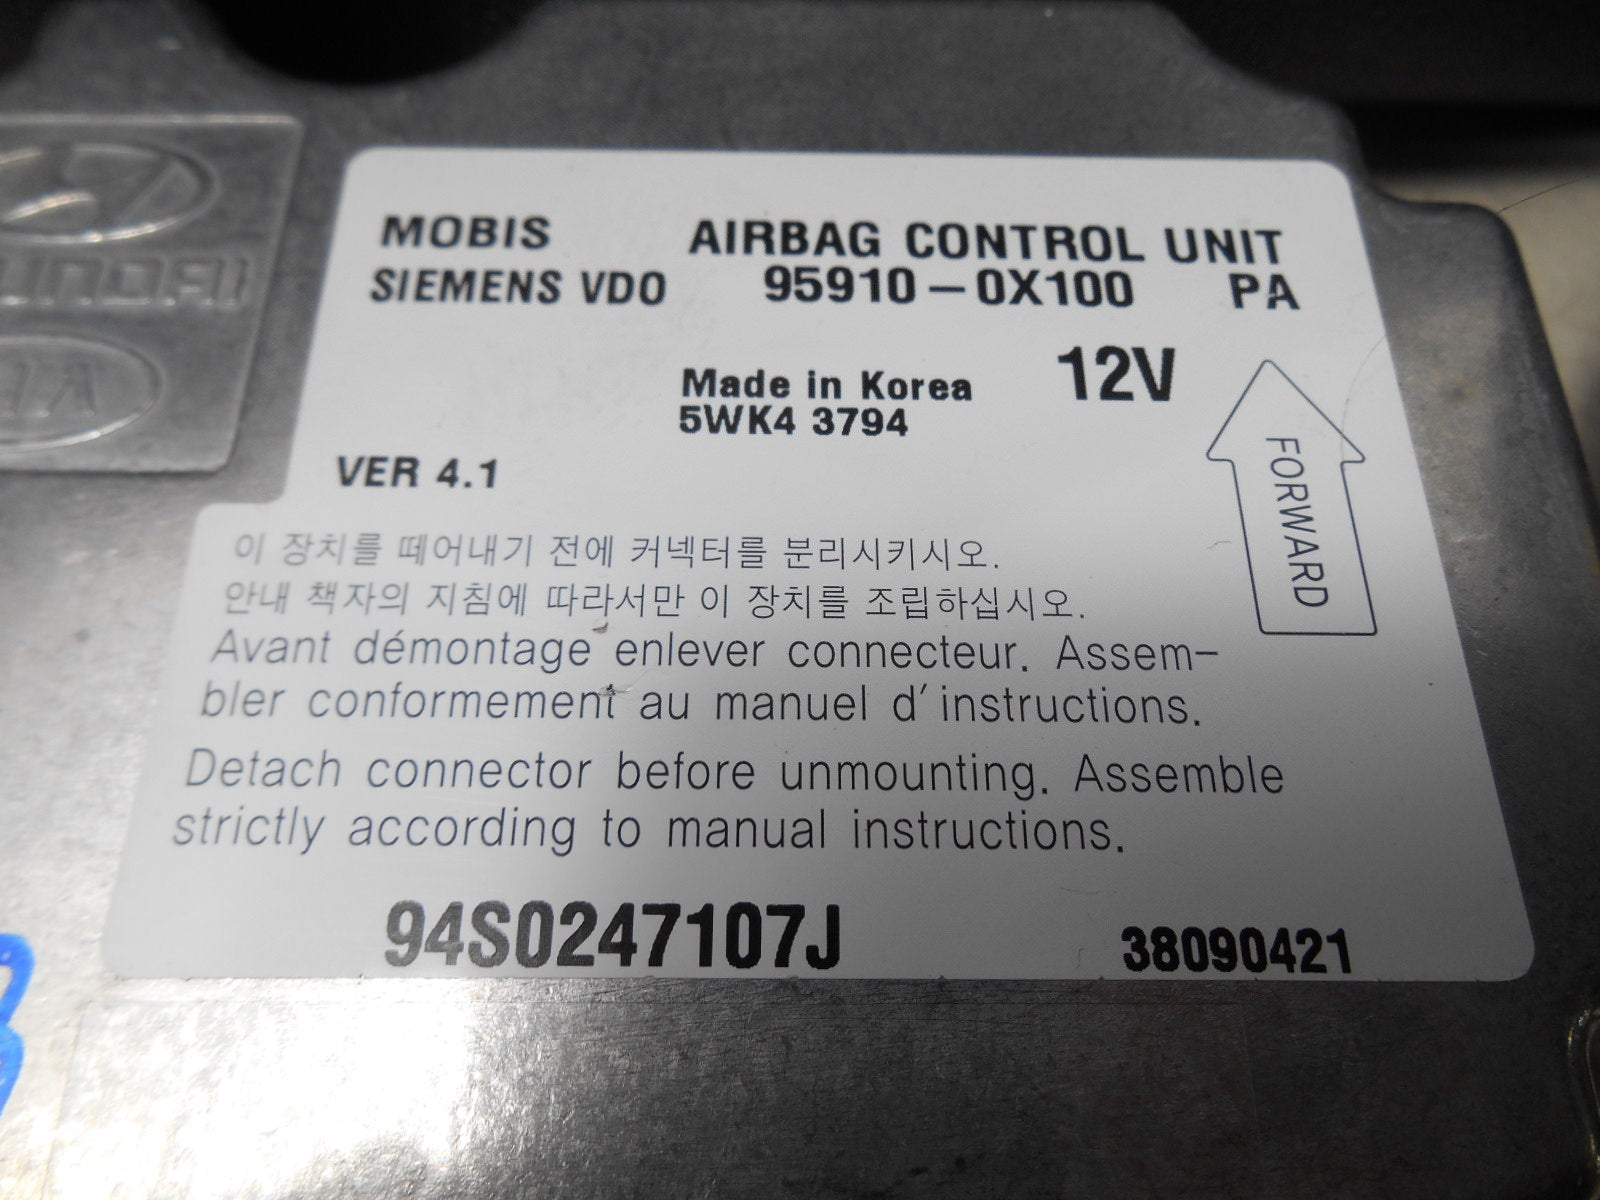 MOBIS AIRBAG CONTROL UNIT
SIEMENS VDO 95910-0X100 PA
Made in Korea 12V
5WK4 3794
VER 4.1
FORWARD
이 장치를 떼어내기 전에 커넥터를 분리시키시오.
안내 책자의 지침에 따라서만 이 장치를 조립하십시오.
Avant démontage enlever connecteur. Assem-
bler conformement au manuel d'instructions.
Detach connector before unmounting. Assemble
strictly according to manual instructions.
94S0247107J 38090421